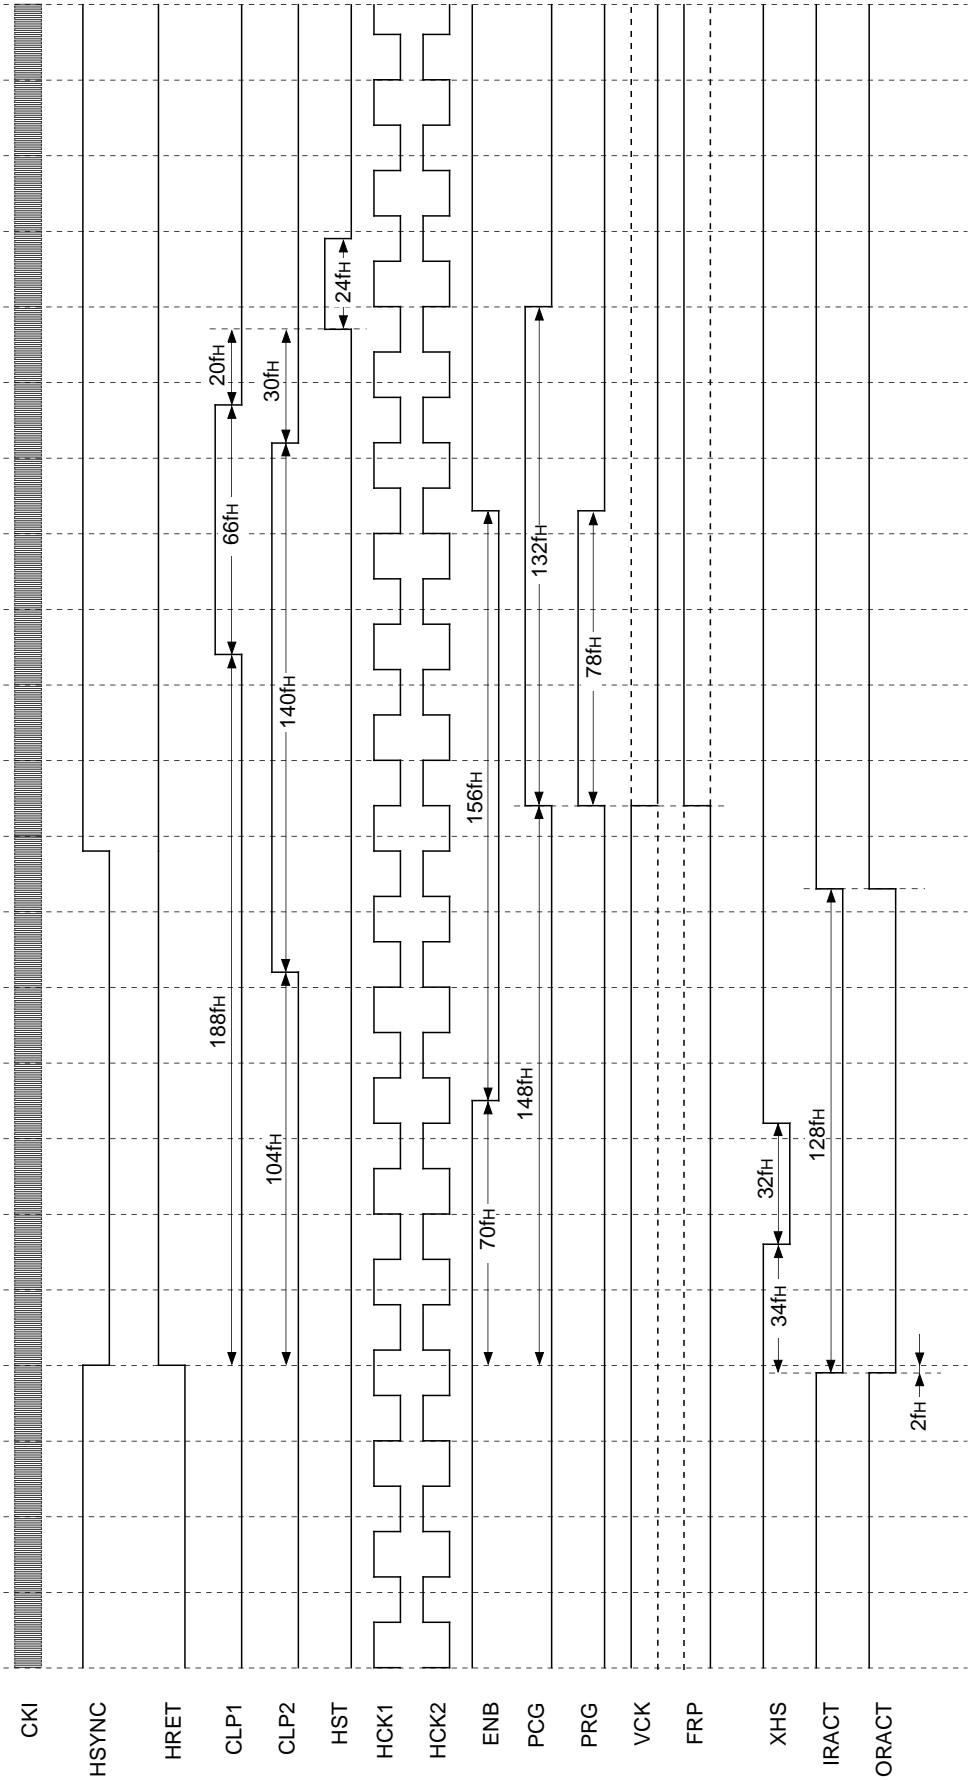 CKI
HSYNC
HRET
CLP1
188fH
66fH
20fH
CLP2
104fH
140fH
30fH
HST
24fH
HCK1
HCK2
ENB
70fH
156fH
PCG
148fH
132fH
PRG
78fH
VCK
FRP
XHS
34fH
32fH
IRACT
128fH
ORACT
2fH